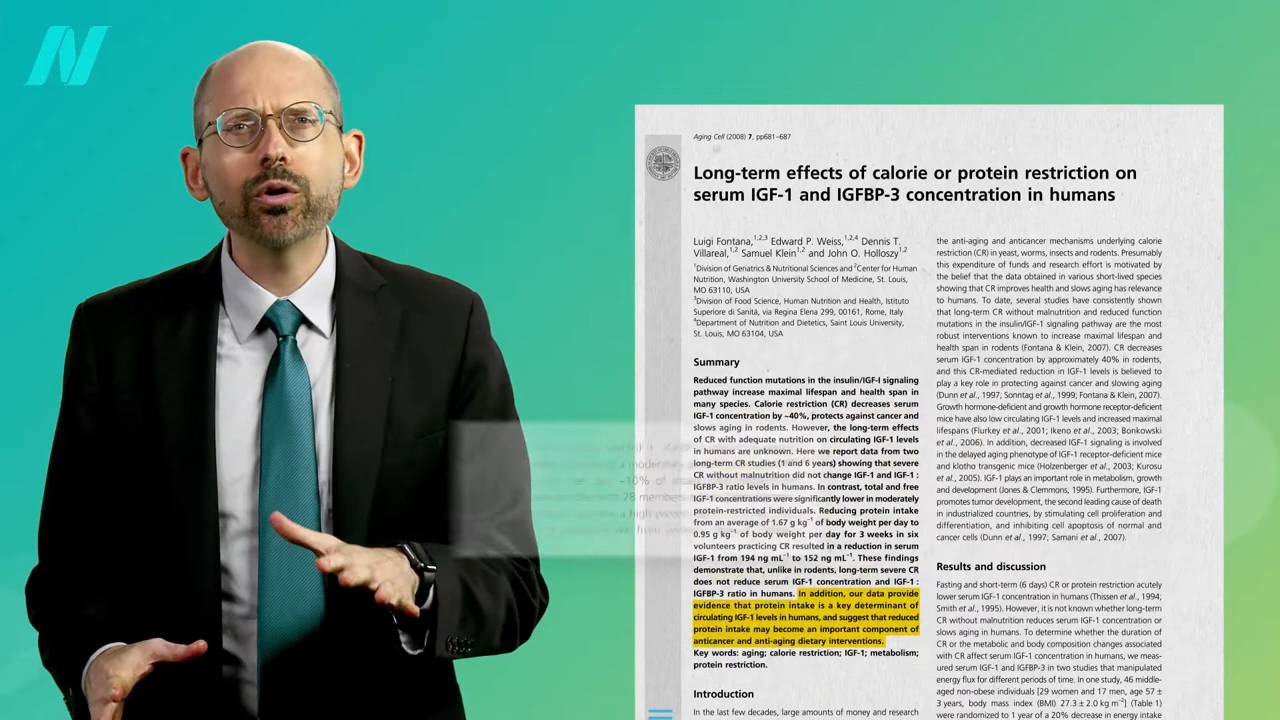 N
Aging Cell (2008) 7, pp681–687
Long-term effects of calorie or protein restriction on
serum IGF-1 and IGFBP-3 concentration in humans
Luigi Fontana,1,2,3 Edward P. Weiss,1,2,4 Dennis T.
Villareal,1,2 Samuel Klein1,2 and John O. Holloszy1,2
1Division of Geriatrics & Nutritional Sciences and 2Center for Human
Nutrition, Washington University School of Medicine, St. Louis,
MO 63110, USA
3Division of Food Science, Human Nutrition and Health, Istituto
Superiore di Sanità, via Regina Elena 299, 00161, Rome, Italy
4Department of Nutrition and Dietetics, Saint Louis University,
St. Louis, MO 63104, USA
Summary
Reduced function mutations in the insulin/IGF-I signaling
pathway increase maximal lifespan and health span in
many species. Calorie restriction (CR) decreases serum
IGF-1 concentration by ~40%, protects against cancer and
slows aging in rodents. However, the long-term effects
of CR with adequate nutrition on circulating IGF-1 levels
in humans are unknown. Here we report data from two
long-term CR studies (1 and 6 years) showing that severe
CR without malnutrition did not change IGF-1 and IGF-1 :
IGFBP-3 ratio levels in humans. In contrast, total and free
IGF-1 concentrations were significantly lower in moderately
protein-restricted individuals. Reducing protein intake
from an average of 1.67 g kg−1 of body weight per day to
0.95 g kg−1 of body weight per day for 3 weeks in six
volunteers practicing CR resulted in a reduction in serum
IGF-1 from 194 ng mL−1 to 152 ng mL−1. These findings
demonstrate that, unlike in rodents, long-term severe CR
does not reduce serum IGF-1 concentration and IGF-1 :
IGFBP-3 ratio in humans. In addition, our data provide
evidence that protein intake is a key determinant of
circulating IGF-1 levels in humans, and suggest that reduced
protein intake may become an important component of
anticancer and anti-aging dietary interventions.
Key words: aging; calorie restriction; IGF-1; metabolism;
protein restriction.
Introduction
In the last few decades, large amounts of money and research
the anti-aging and anticancer mechanisms underlying calorie
restriction (CR) in yeast, worms, insects and rodents. Presumably
this expenditure of funds and research effort is motivated by
the belief that the data obtained in various short-lived species
showing that CR improves health and slows aging has relevance
to humans. To date, several studies have consistently shown
that long-term CR without malnutrition and reduced function
mutations in the insulin/IGF-I signaling pathway are the most
robust interventions known to increase maximal lifespan and
health span in rodents (Fontana & Klein, 2007). CR decreases
serum IGF-1 concentration by approximately 40% in rodents,
and this CR-mediated reduction in IGF-1 levels is believed to
play a key role in protecting against cancer and slowing aging
(Dunn et al., 1997; Sonntag et al., 1999; Fontana & Klein, 2007).
Growth hormone-deficient and growth hormone receptor-deficient
mice have also low circulating IGF-1 levels and increased maximal
lifespans (Flurkey et al., 2001; Ikeno et al., 2003; Bonkowski
et al., 2006). In addition, decreased IGF-1 signaling is involved
in the delayed aging phenotype of IGF-1 receptor-deficient mice
and klotho transgenic mice (Holzenberger et al., 2003; Kurosu
et al., 2005). IGF-1 plays an important role in metabolism, growth
and development (Jones & Clemmons, 1995). Furthermore, IGF-1
promotes tumor development, the second leading cause of death
in industrialized countries, by stimulating cell proliferation and
differentiation, and inhibiting cell apoptosis of normal and
cancer cells (Dunn et al., 1997; Samani et al., 2007).
Results and discussion
Fasting and short-term (6 days) CR or protein restriction acutely
lower serum IGF-1 concentration in humans (Thissen et al., 1994;
Smith et al., 1995). However, it is not known whether long-term
CR without malnutrition reduces serum IGF-1 concentration or
slows aging in humans. To determine whether the duration of
CR or the metabolic and body composition changes associated
with CR affect serum IGF-1 concentration in humans, we meas-
ured serum IGF-1 and IGFBP-3 in two studies that manipulated
energy flux for different periods of time. In one study, 46 middle-
aged non-obese individuals [29 women and 17 men, age 57 ±
3 years, body mass index (BMI) 27.3 ± 2.0 kg m−2] (Table 1)
were randomized to 1 year of a 20% decrease in energy intake